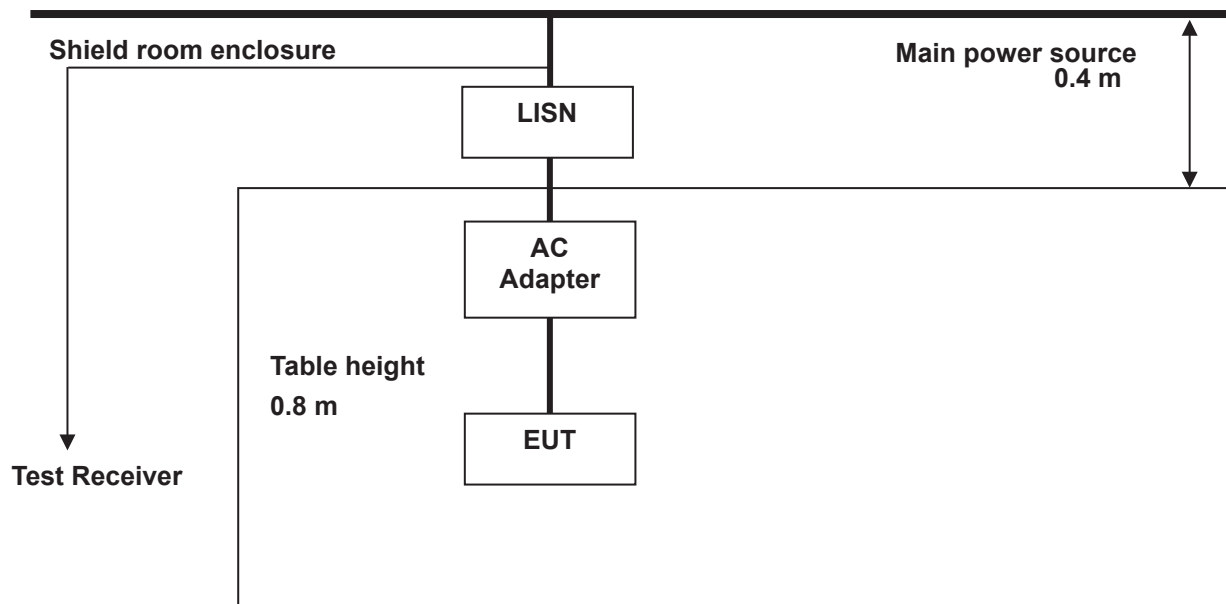 Shield room enclosure
Main power source
0.4 m
LISN
AC
Adapter
Table height
0.8 m
EUT
Test Receiver